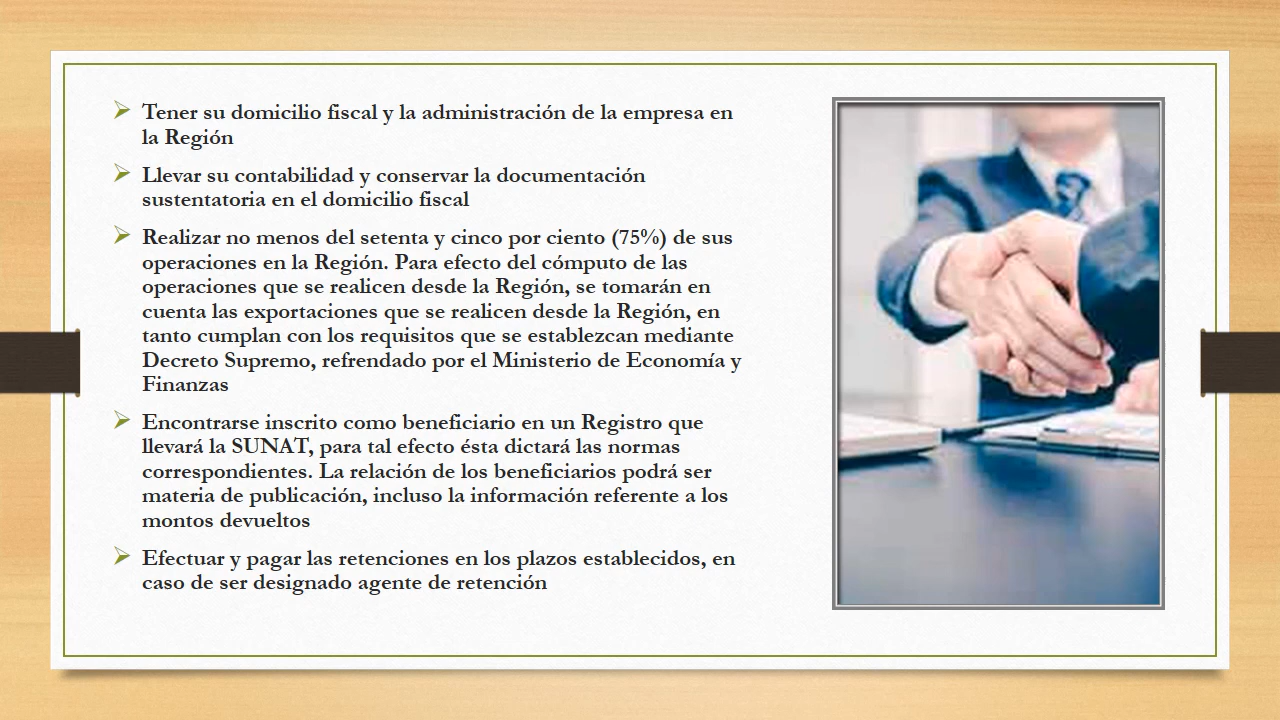 Tener su domicilio fiscal y la administración de la empresa en
la Región
Llevar su contabilidad y conservar la documentación
sustentatoria en el domicilio fiscal
Realizar no menos del setenta y cinco por ciento (75%) de sus
operaciones en la Región. Para efecto del cómputo de las
operaciones que se realicen desde la Región, se tomarán en
cuenta las exportaciones que se realicen desde la Región, en
tanto cumplan con los requisitos que se establezcan mediante
Decreto Supremo, refrendado por el Ministerio de Economía y
Finanzas
Encontrarse inscrito como beneficiario en un Registro que
llevará la SUNAT, para tal efecto ésta dictará las normas
correspondientes. La relación de los beneficiarios podrá ser
materia de publicación, incluso la información referente a los
montos devueltos
Efectuar y pagar las retenciones en los plazos establecidos, en
caso de ser designado agente de retención